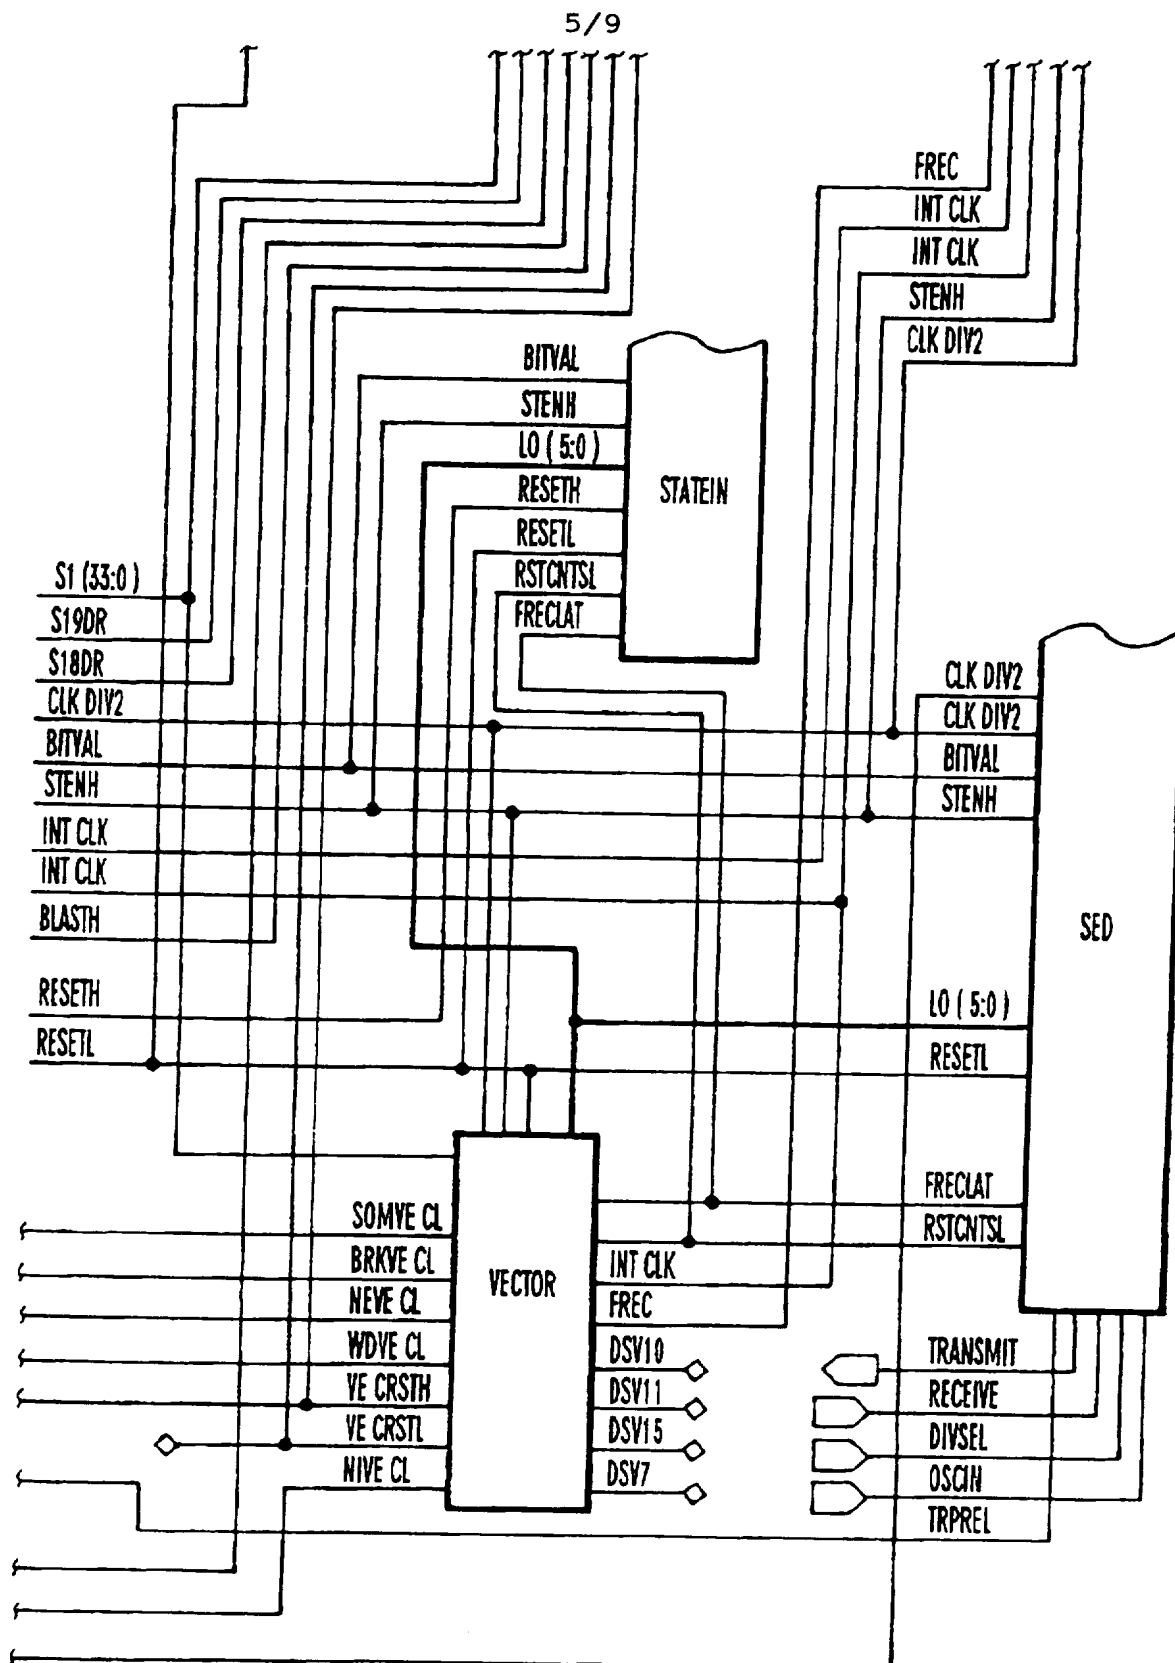 5/9
FREC
INT CLK
INT CLK
STENH
CLK DIV2
BITVAL
STENH
LO ( 5:0 )
RESETH
RESETL
RSTCNTSL
FRECLAT
STATEIN
S1 (33:0 )
S19DR
S18DR
CLK DIV2
BITVAL
STENH
INT CLK
INT CLK
BLASTH
RESETH
RESETL
CLK DIV2
CLK DIV2
BITVAL
STENH
SED
LO ( 5:0 )
RESETL
FRECLAT
RSTCNTSL
SOMVE CL
BRKVE CL
NEVE CL
WDVE CL
VE CRSTH
VE CRSTL
NIVE CL
VECTOR
INT CLK
FREC
DSV10
DSV11
DSV15
DSV7
TRANSMIT
RECEIVE
DIVSEL
OSCIN
TRPREL